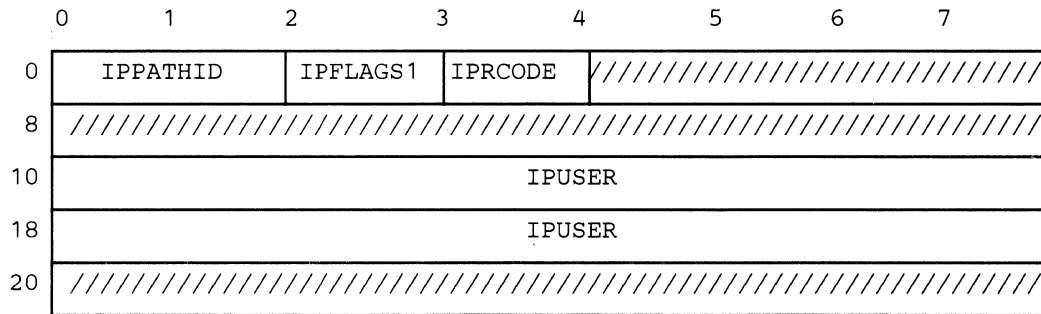 0 1 2 3 4 5 6 7
0 IPPATHID IPFLAGS1 IPRCODE ///////////////////////////////
8 ////////////////////////////////////////////////////////////////
10 IPUSER
18 IPUSER
20 ////////////////////////////////////////////////////////////////